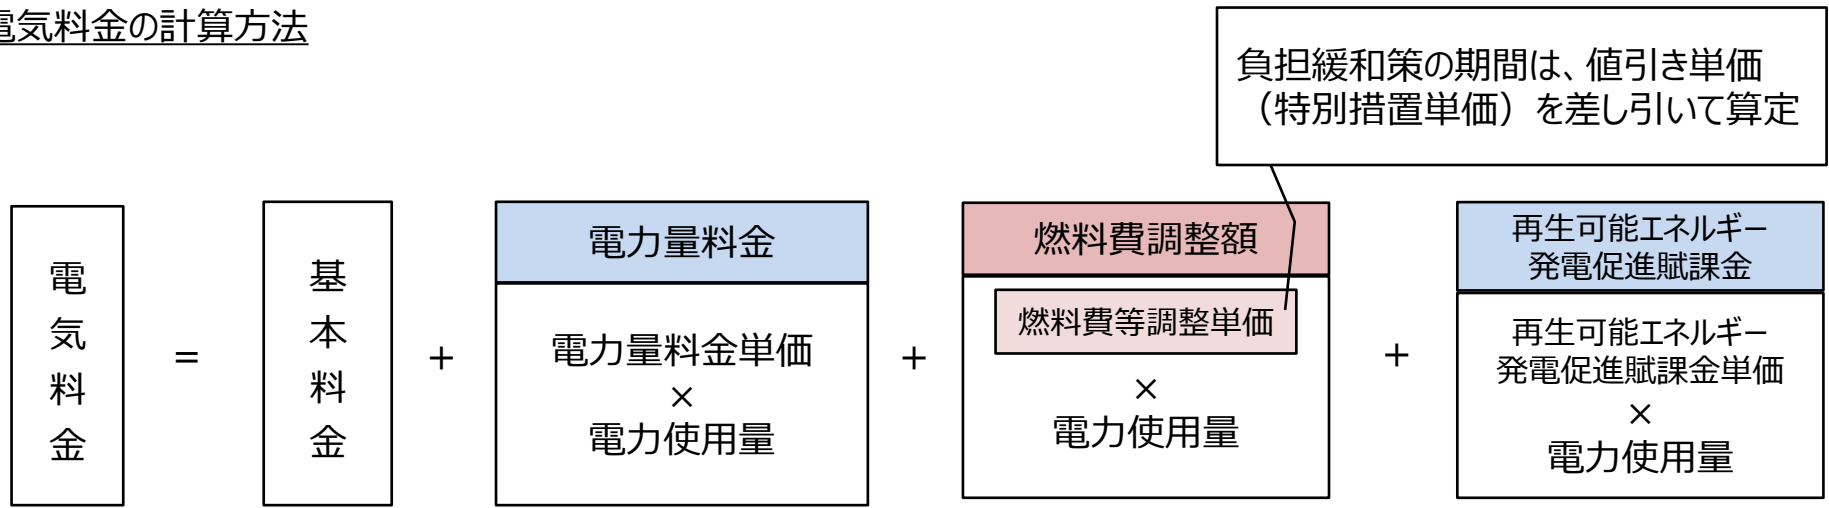 電気料金の計算方法
負担緩和策の期間は、値引き単価
（特別措置単価）を差し引いて算定
電気料金
=
基本料金
+
電力量料金
電力量料金単価
×
電力使用量
+
燃料費調整額
燃料費等調整単価
×
電力使用量
+
再生可能エネルギー
発電促進賦課金
再生可能エネルギー
発電促進賦課金単価
×
電力使用量